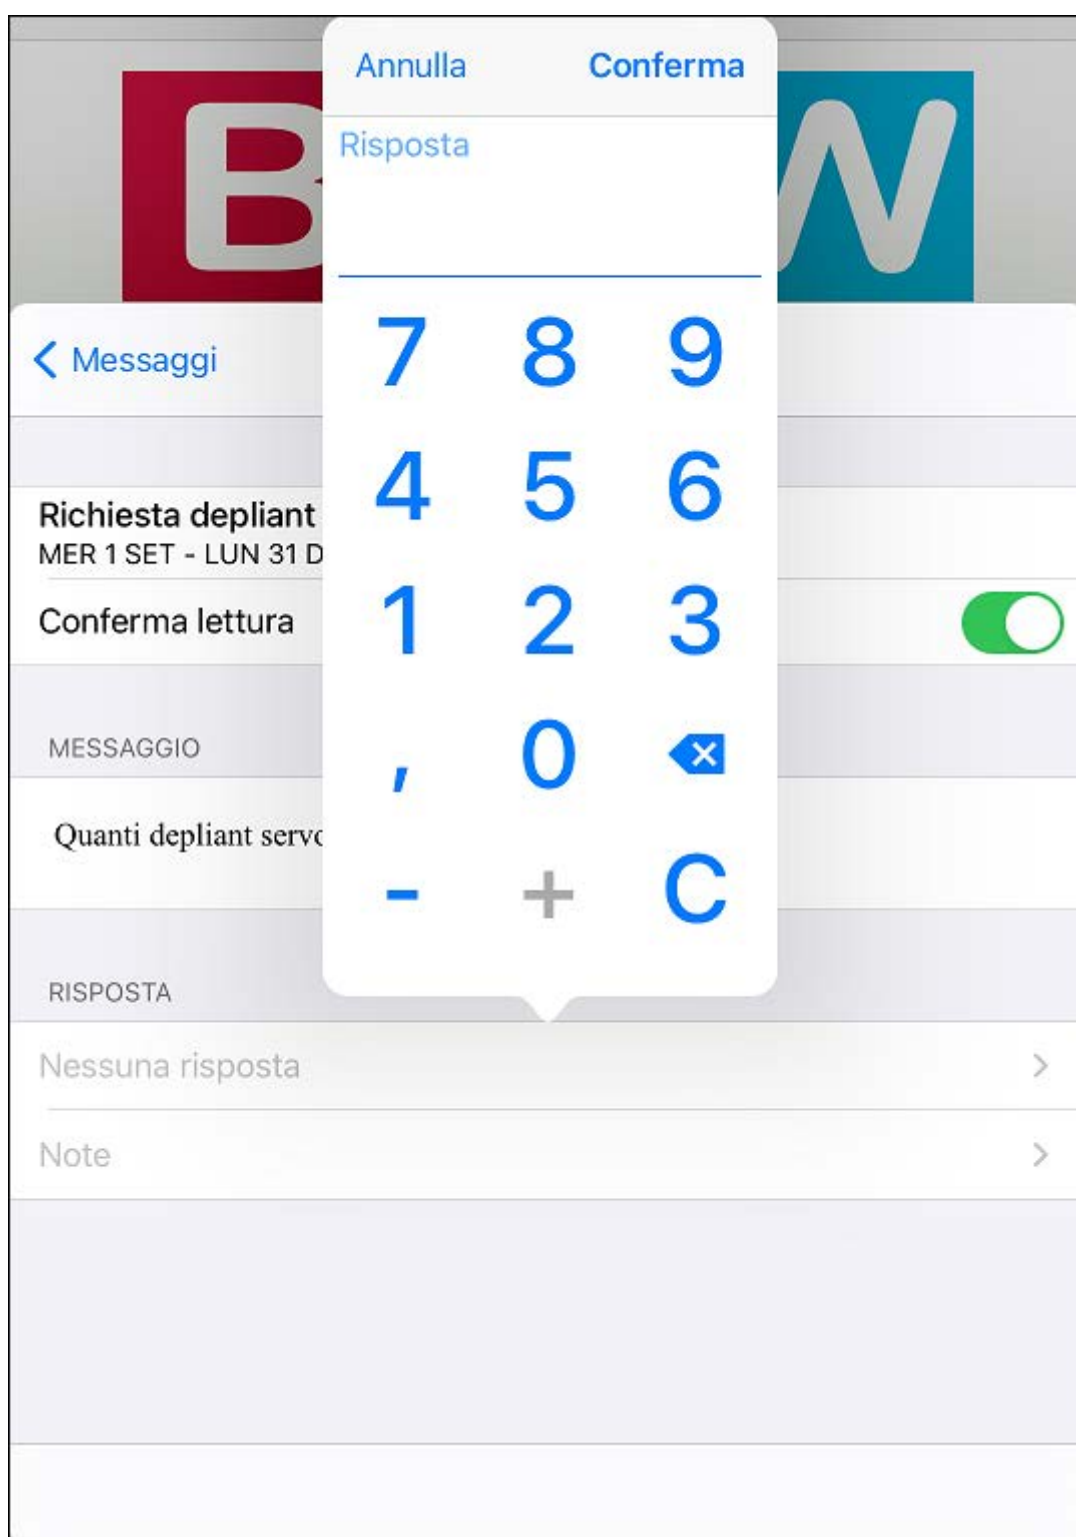 Annulla Conferma
B W
Risposta
7 8 9
4 5 6
1 2 3
, 0
- + C
Messaggi
Richiesta depliant
MER 1 SET - LUN 31 D
Conferma lettura
MESSAGGIO
Quanti depliant servo
RISPOSTA
Nessuna risposta
Note